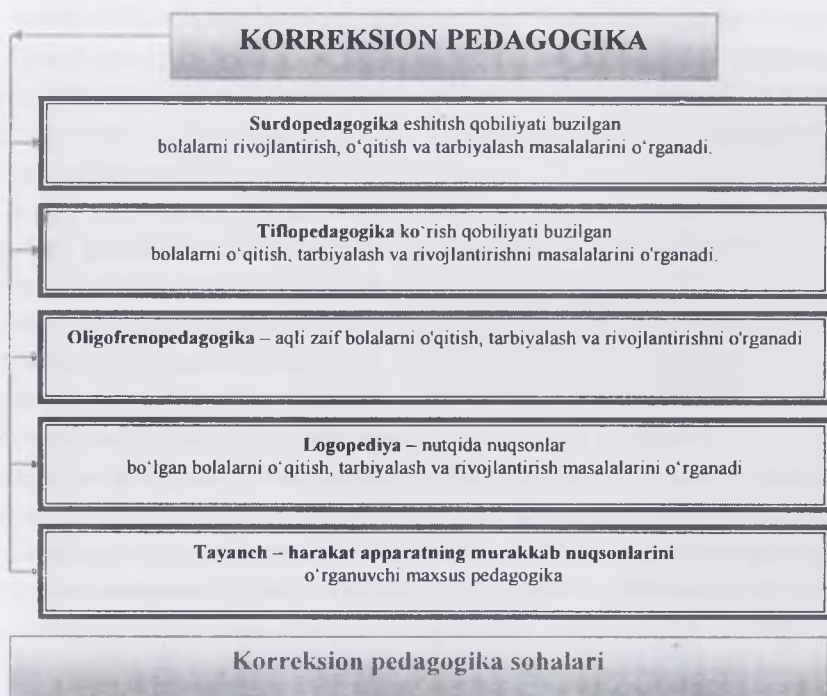 KORREKSION PEDAGOGIKA
Surdopedagogika eshitish qobiliyati buzilgan
bolalarni rivojlantirish, o‘qitish va tarbiyalash masalalarini o‘rganadi.
Tiflopedagogika ko`rish qobiliyati buzilgan
bolalarni o‘qitish, tarbiyalash va rivojlantirishni masalalarini o'rganadi.
Oligofrenopedagogika – aqli zaif bolalarni o'qitish, tarbiyalash va rivojlantirishni o'rganadi
Logopediya – nutqida nuqsonlar
bo‘lgan bolalarni o‘qitish, tarbiyalash va rivojlantirish masalalarini o‘rganadi
Tayanch – harakat apparatning murakkab nuqsonlarini
o‘rganuvchi maxsus pedagogika
Korreksion pedagogika sohalari